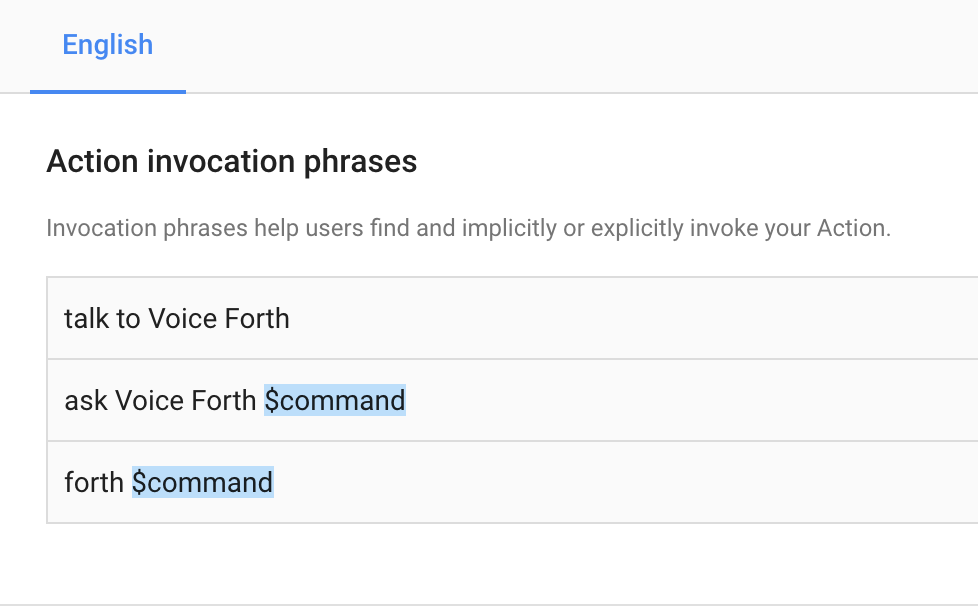 English
Action invocation phrases
Invocation phrases help users find and implicitly or explicitly invoke your Action.
talk to Voice Forth
ask Voice Forth $command
forth $command